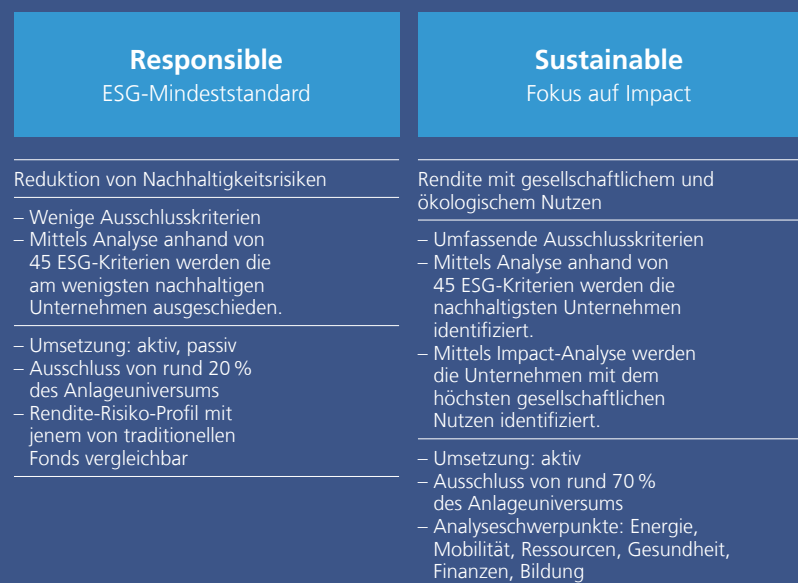 Responsible
ESG-Mindeststandard
Reduktion von Nachhaltigkeitsrisiken
– Wenige Ausschlusskriterien
– Mittels Analyse anhand von
45 ESG-Kriterien werden die
am wenigsten nachhaltigen
Unternehmen ausgeschieden.
– Umsetzung: aktiv, passiv
– Ausschluss von rund 20 %
des Anlageuniversums
– Rendite-Risiko-Profil mit
jenem von traditionellen
Fonds vergleichbar
Sustainable
Fokus auf Impact
Rendite mit gesellschaftlichem und
ökologischem Nutzen
– Umfassende Ausschlusskriterien
– Mittels Analyse anhand von
45 ESG-Kriterien werden die
nachhaltigsten Unternehmen
identifiziert.
– Mittels Impact-Analyse werden
die Unternehmen mit dem
höchsten gesellschaftlichen
Nutzen identifiziert.
– Umsetzung: aktiv
– Ausschluss von rund 70 %
des Anlageuniversums
– Analyseschwerpunkte: Energie,
Mobilität, Ressourcen, Gesundheit,
Finanzen, Bildung